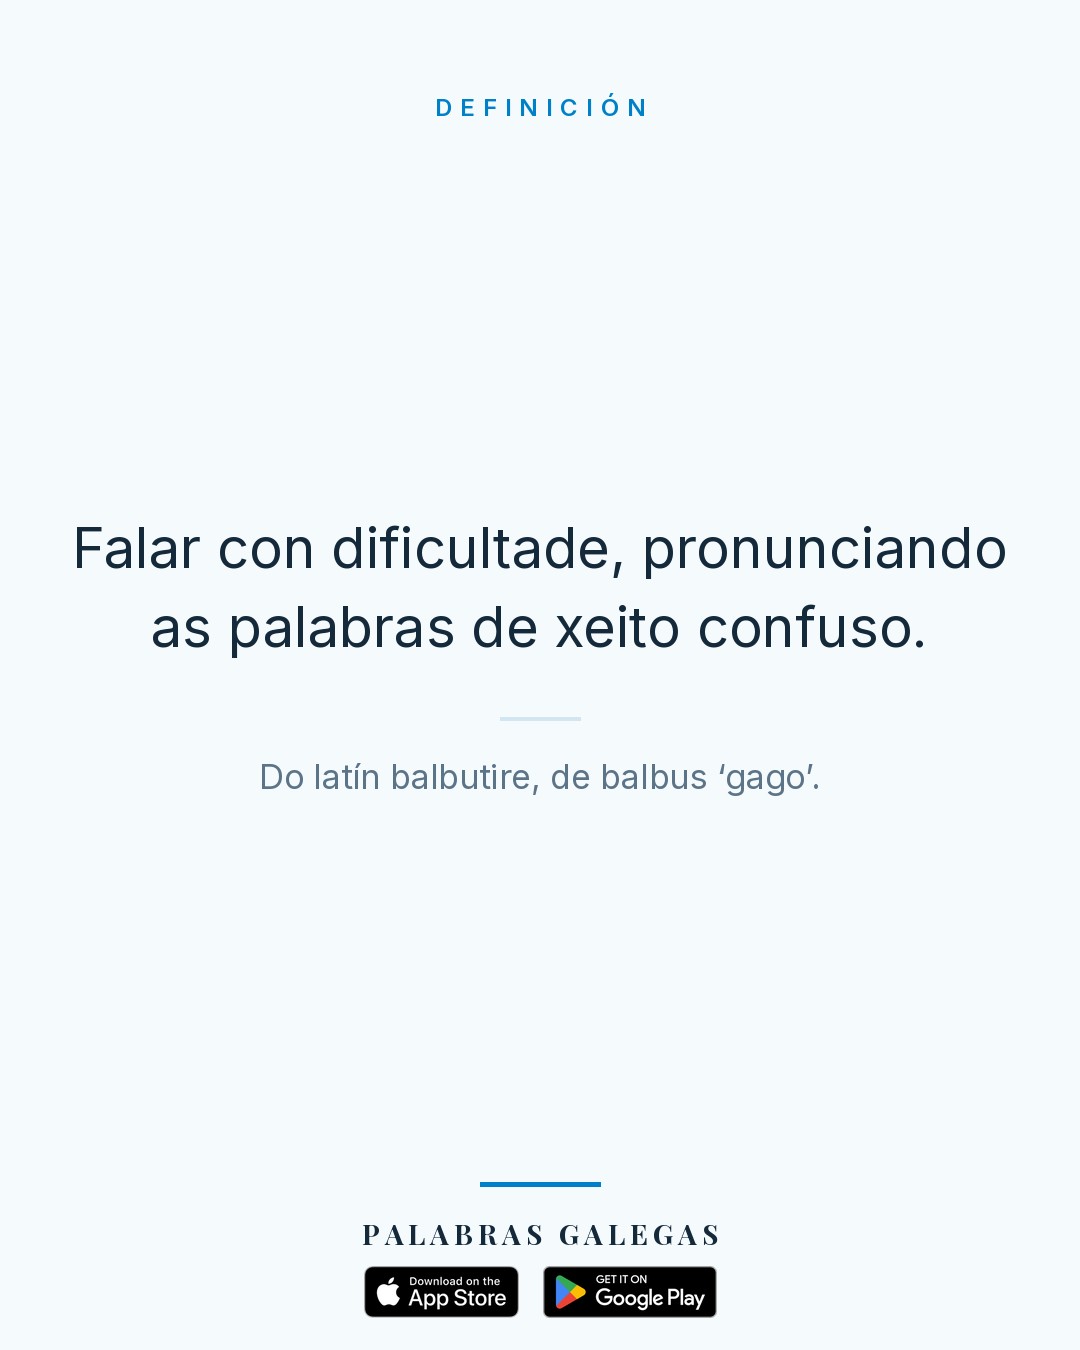 DEFINICIÓN
Falar con dificultade, pronunciando
as palabras de xeito confuso.
Do latín balbutire, de balbus ‘gago’.
PALABRAS GALEGAS
Download on the
App Store
GET IT ON
Google Play